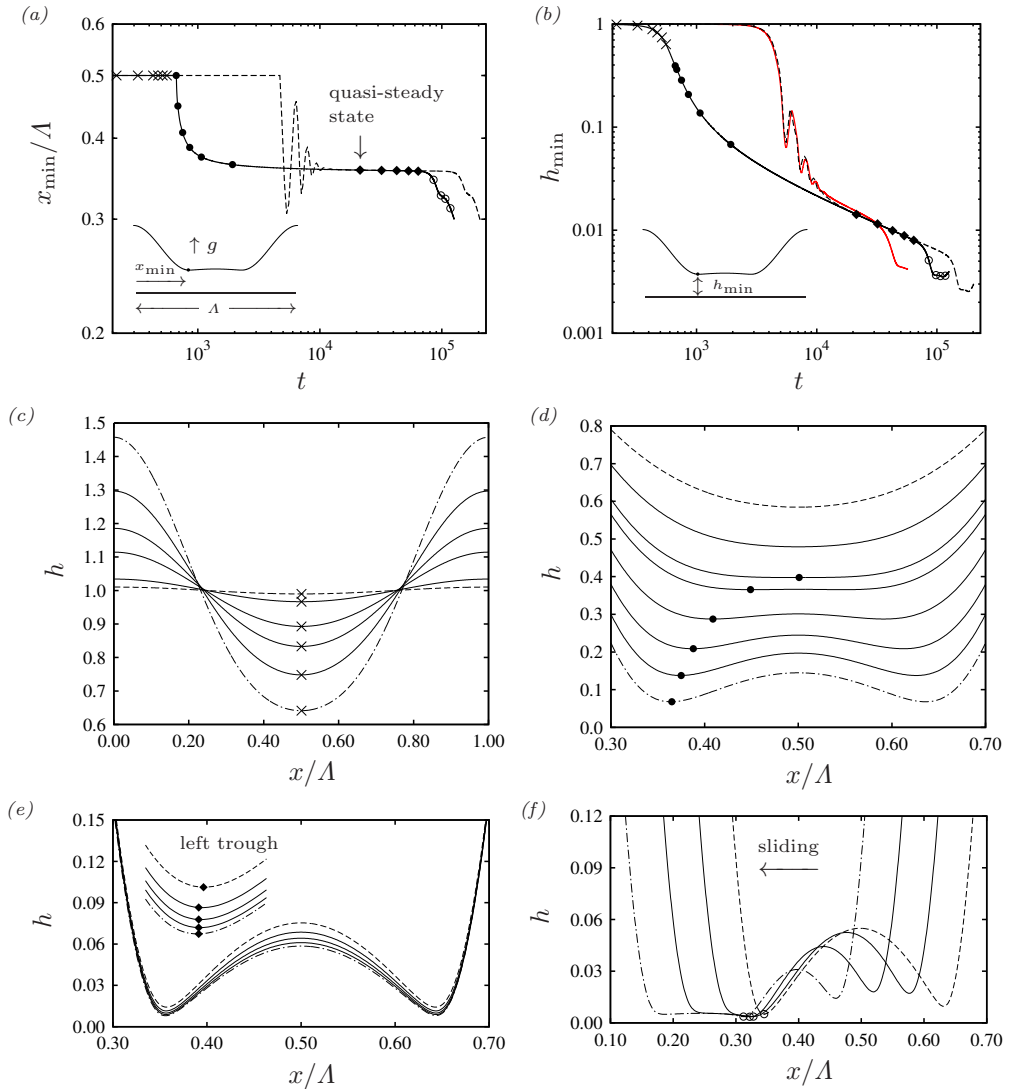 (a)
0.6
0.5
0.4
0.3
0.2
x_min/Λ
10^3
10^4
10^5
t
quasi-steady
state
↑ g
x_min
Λ
(b)
1
0.1
0.01
0.001
h_min
10^3
10^4
10^5
t
h_min
(c)
1.5
1.4
1.3
1.2
1.1
1.0
0.9
0.8
0.7
0.6
h
0.00
0.20
0.40
0.60
0.80
1.00
x/Λ
(d)
0.8
0.7
0.6
0.5
0.4
0.3
0.2
0.1
0.0
h
0.30
0.40
0.50
0.60
0.70
x/Λ
(e)
0.15
0.12
0.09
0.06
0.03
0.00
h
left trough
0.30
0.40
0.50
0.60
0.70
x/Λ
(f)
0.12
0.09
0.06
0.03
0.00
h
sliding
0.10
0.20
0.30
0.40
0.50
0.60
0.70
x/Λ